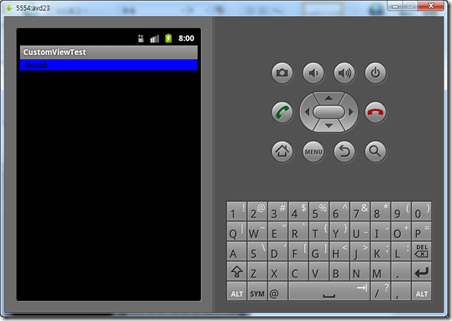 5554:avd23
8:00
CustomViewTest
MENU
1 ! 2 @ 3 # 4 $ 5 % 6 ^ 7 & 8 * 9 ( 0 )
Q W ~ E " R ` T { Y } U _ I - O + P =
A S \ D ' F [ G ] H < J > K ; L : DEL
Z X C V B N M .
ALT SYM @ / ? , ALT